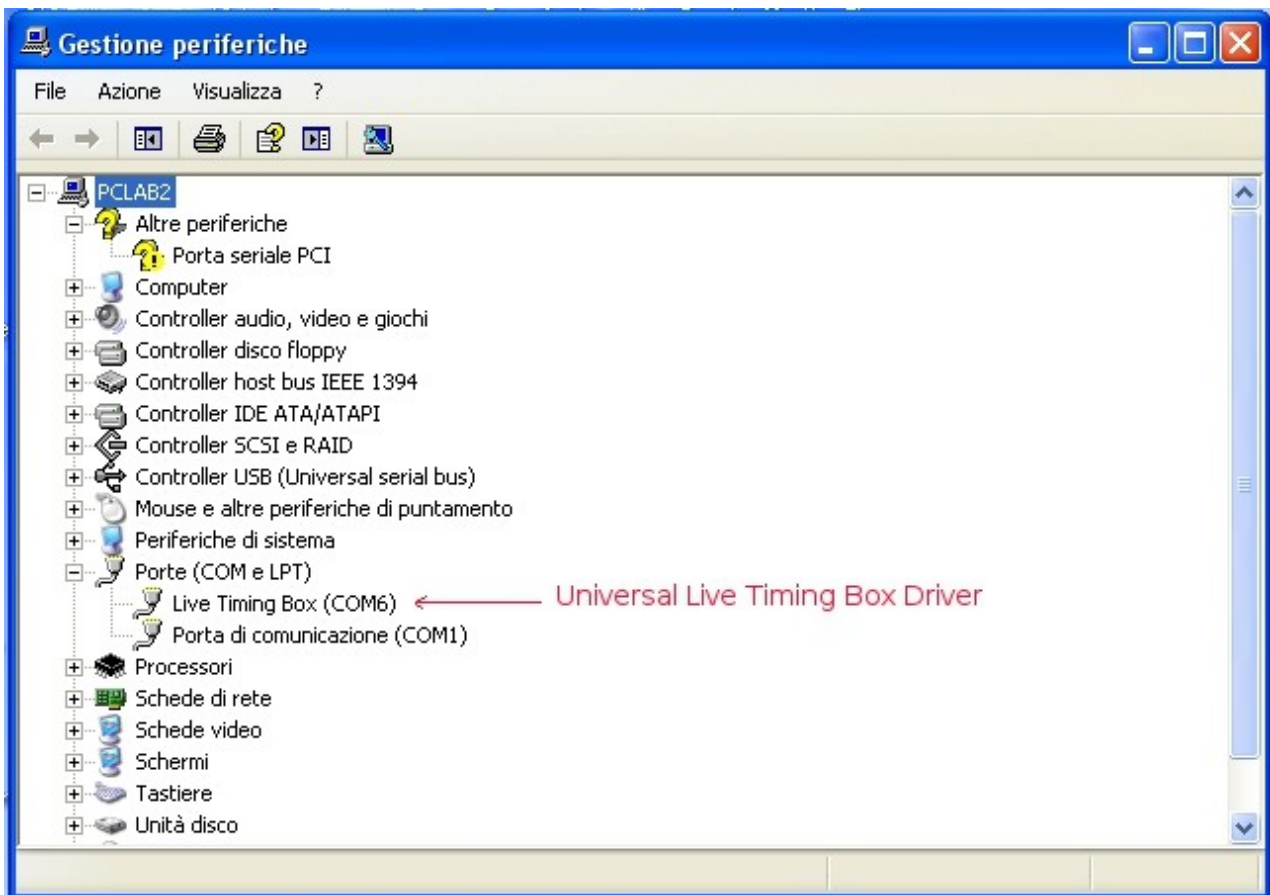 Gestione periferiche
File Azione Visualizza ?
PCLAB2
Altre periferiche
Porta seriale PCI
Computer
Controller audio, video e giochi
Controller disco floppy
Controller host bus IEEE 1394
Controller IDE ATA/ATAPI
Controller SCSI e RAID
Controller USB (Universal serial bus)
Mouse e altre periferiche di puntamento
Periferiche di sistema
Porte (COM e LPT)
Live Timing Box (COM6) Universal Live Timing Box Driver
Porta di comunicazione (COM1)
Processori
Schede di rete
Schede video
Schermi
Tastiere
Unità disco